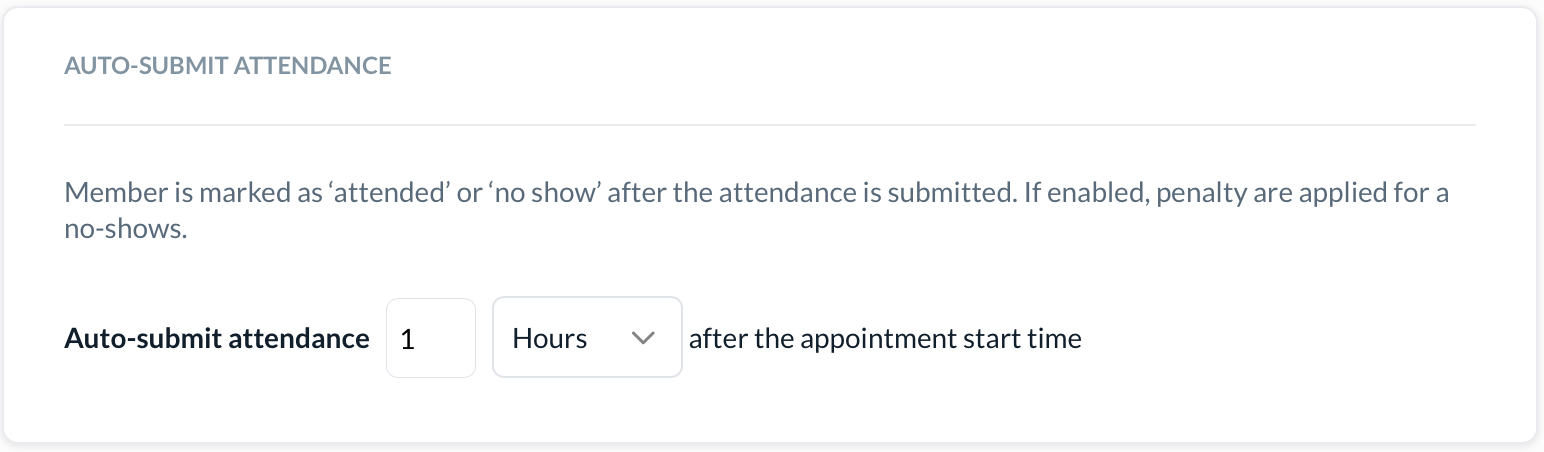 AUTO-SUBMIT ATTENDANCE
Member is marked as ‘attended’ or ‘no show’ after the attendance is submitted. If enabled, penalty are applied for a
no-shows.
Auto-submit attendance 1 Hours after the appointment start time